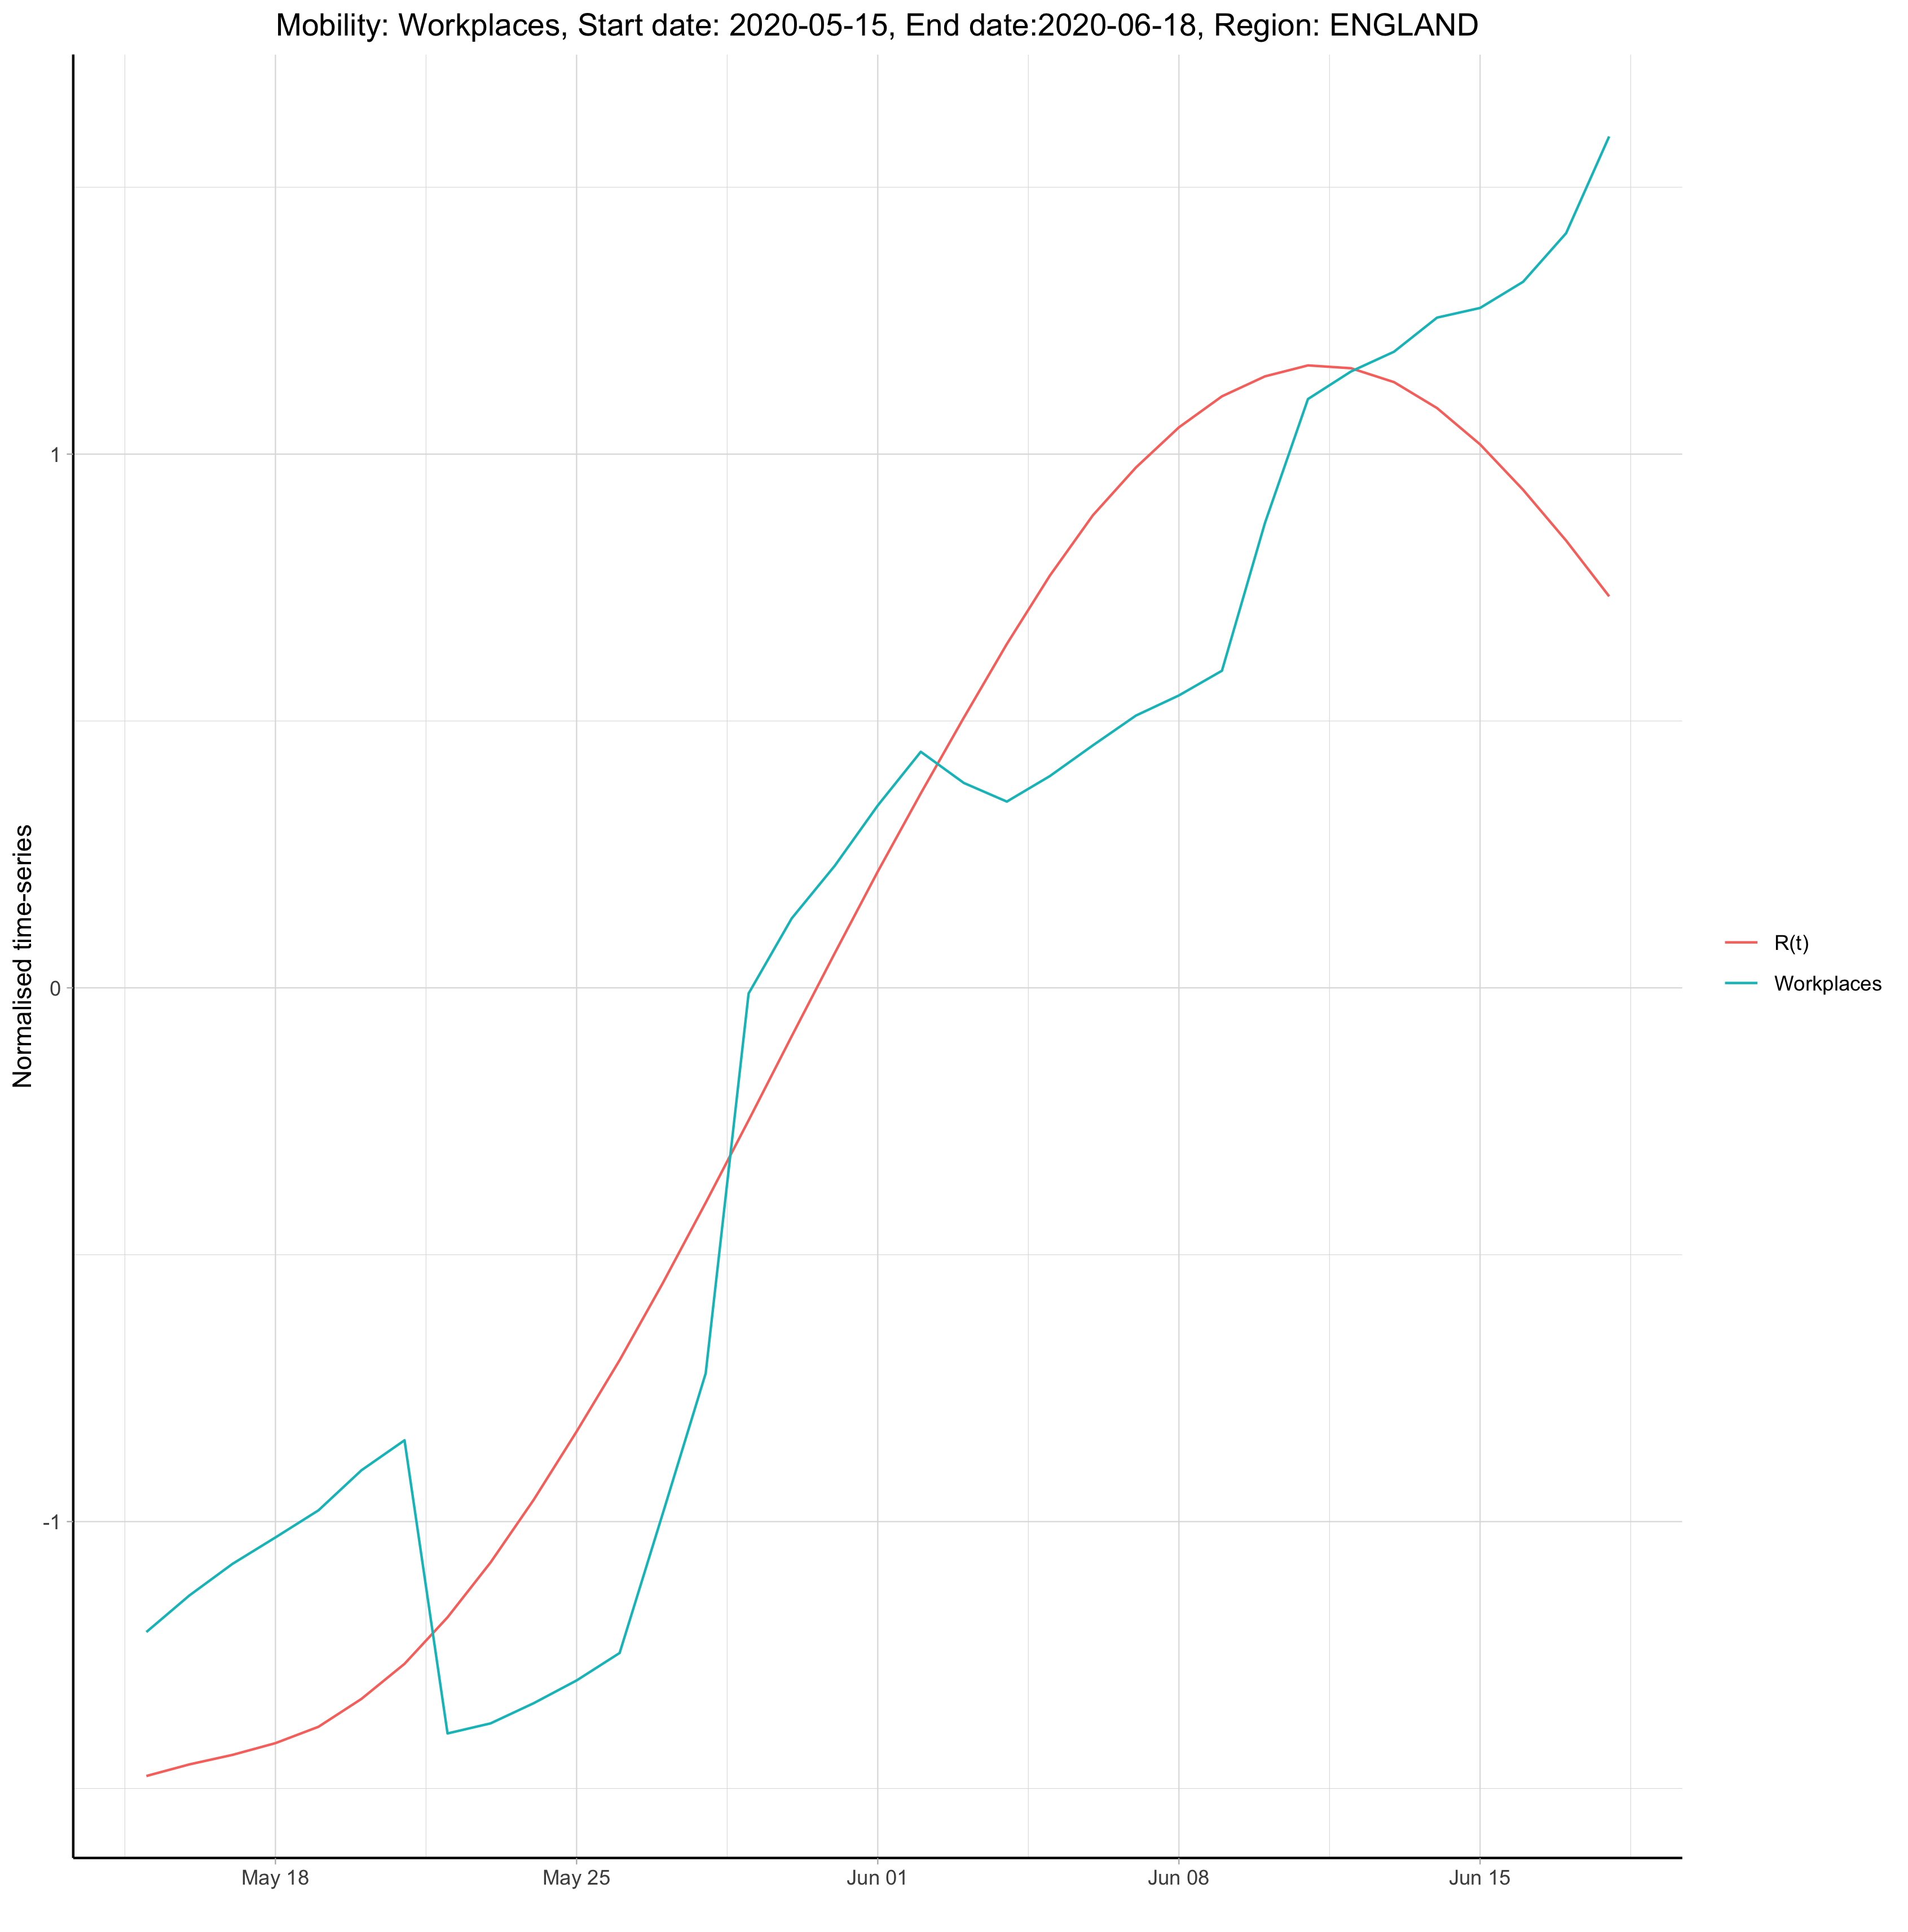 Mobility: Workplaces, Start date: 2020-05-15, End date:2020-06-18, Region: ENGLAND
Normalised time-series
1
0
-1
May 18
May 25
Jun 01
Jun 08
Jun 15
R(t)
Workplaces